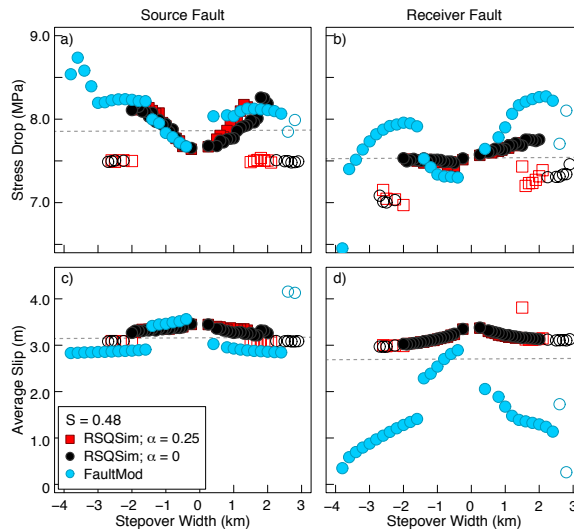 Source Fault
Receiver Fault
a)
b)
9.0
8.0
7.0
Stress Drop (MPa)
c)
d)
4.0
3.0
2.0
1.0
0
Average Slip (m)
S = 0.48
RSQSim; α = 0.25
RSQSim; α = 0
FaultMod
−4 −3 −2 −1 0 1 2 3
−4 −3 −2 −1 0 1 2 3
Stepover Width (km)
Stepover Width (km)